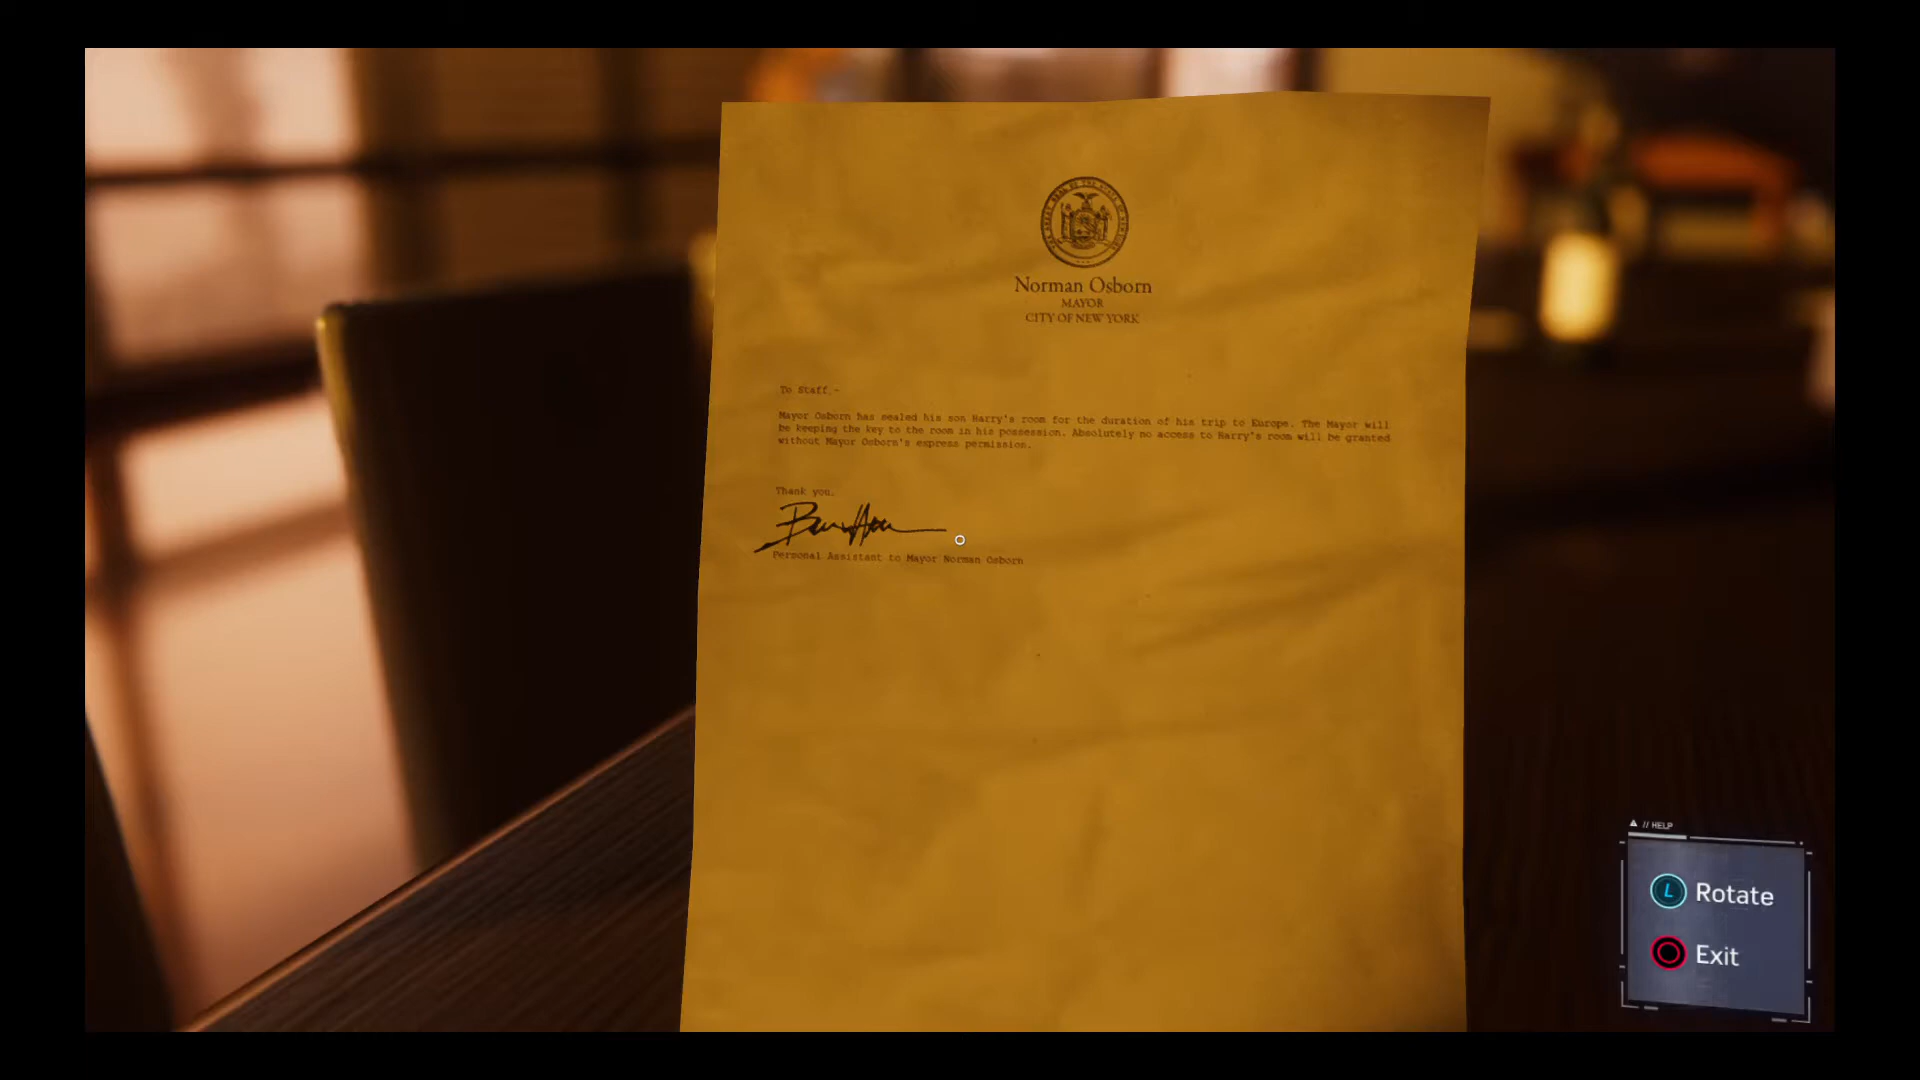 Norman Osborn
MAYOR
CITY OF NEW YORK
To Staff.-
Mayor Osborn has sealed his son Harry's room for the duration of his trip to Europe. The Mayor will
be keeping the key to the room in his possession. Absolutely no access to Harry's room will be granted
without Mayor Osborn's express permission.
Thank you.
Personal Assistant to Mayor Norman Osborn
// HELP
L Rotate
Exit